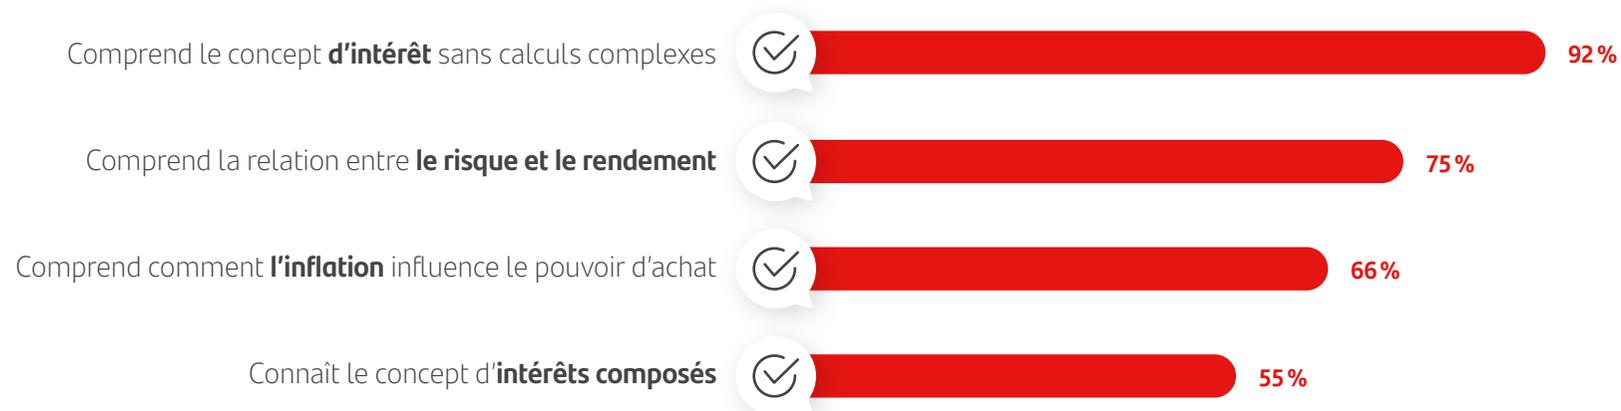 Comprend le concept d’intérêt sans calculs complexes 92 %
Comprend la relation entre le risque et le rendement 75 %
Comprend comment l’inflation influence le pouvoir d’achat 66 %
Connaît le concept d’intérêts composés 55 %